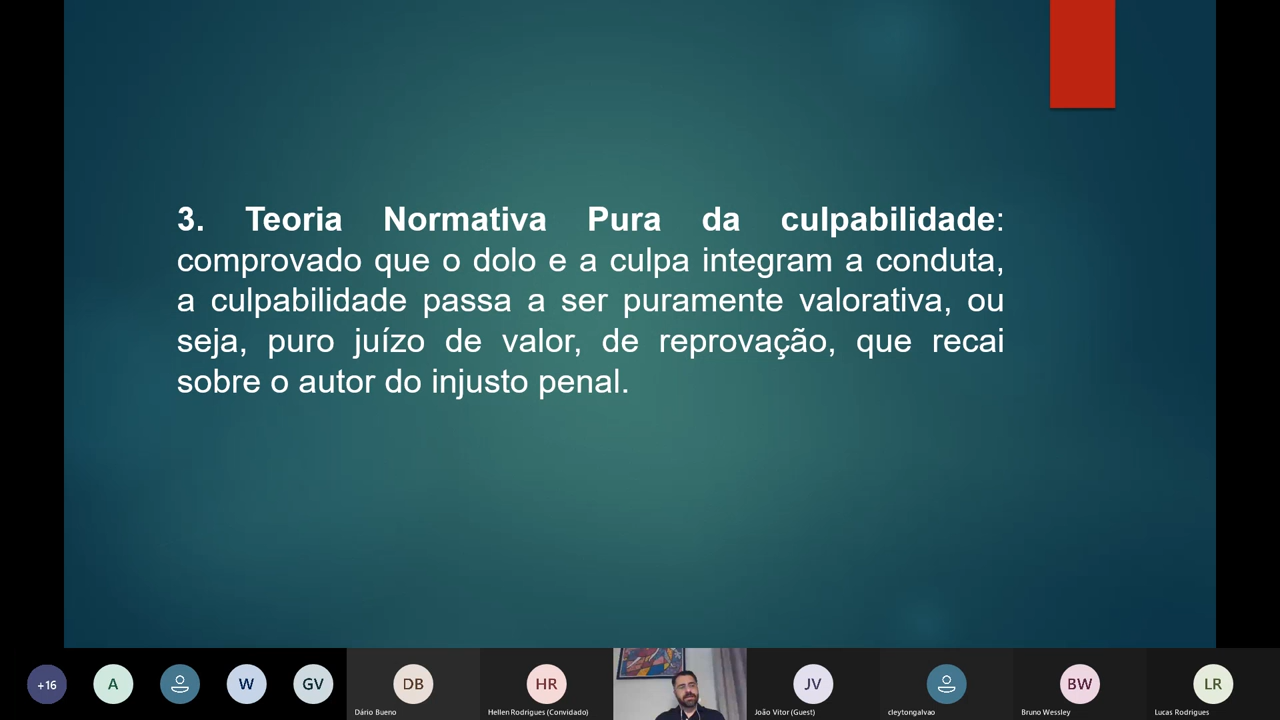 3. Teoria Normativa Pura da culpabilidade:
comprovado que o dolo e a culpa integram a conduta,
a culpabilidade passa a ser puramente valorativa, ou
seja, puro juízo de valor, de reprovação, que recai
sobre o autor do injusto penal.
+16
A
W
GV
DB
HR
JV
BW
LR
Dário Bueno
Hellen Rodrigues (Convidado)
João Vitor (Guest)
cleytongalvao
Bruno Wessley
Lucas Rodrigues